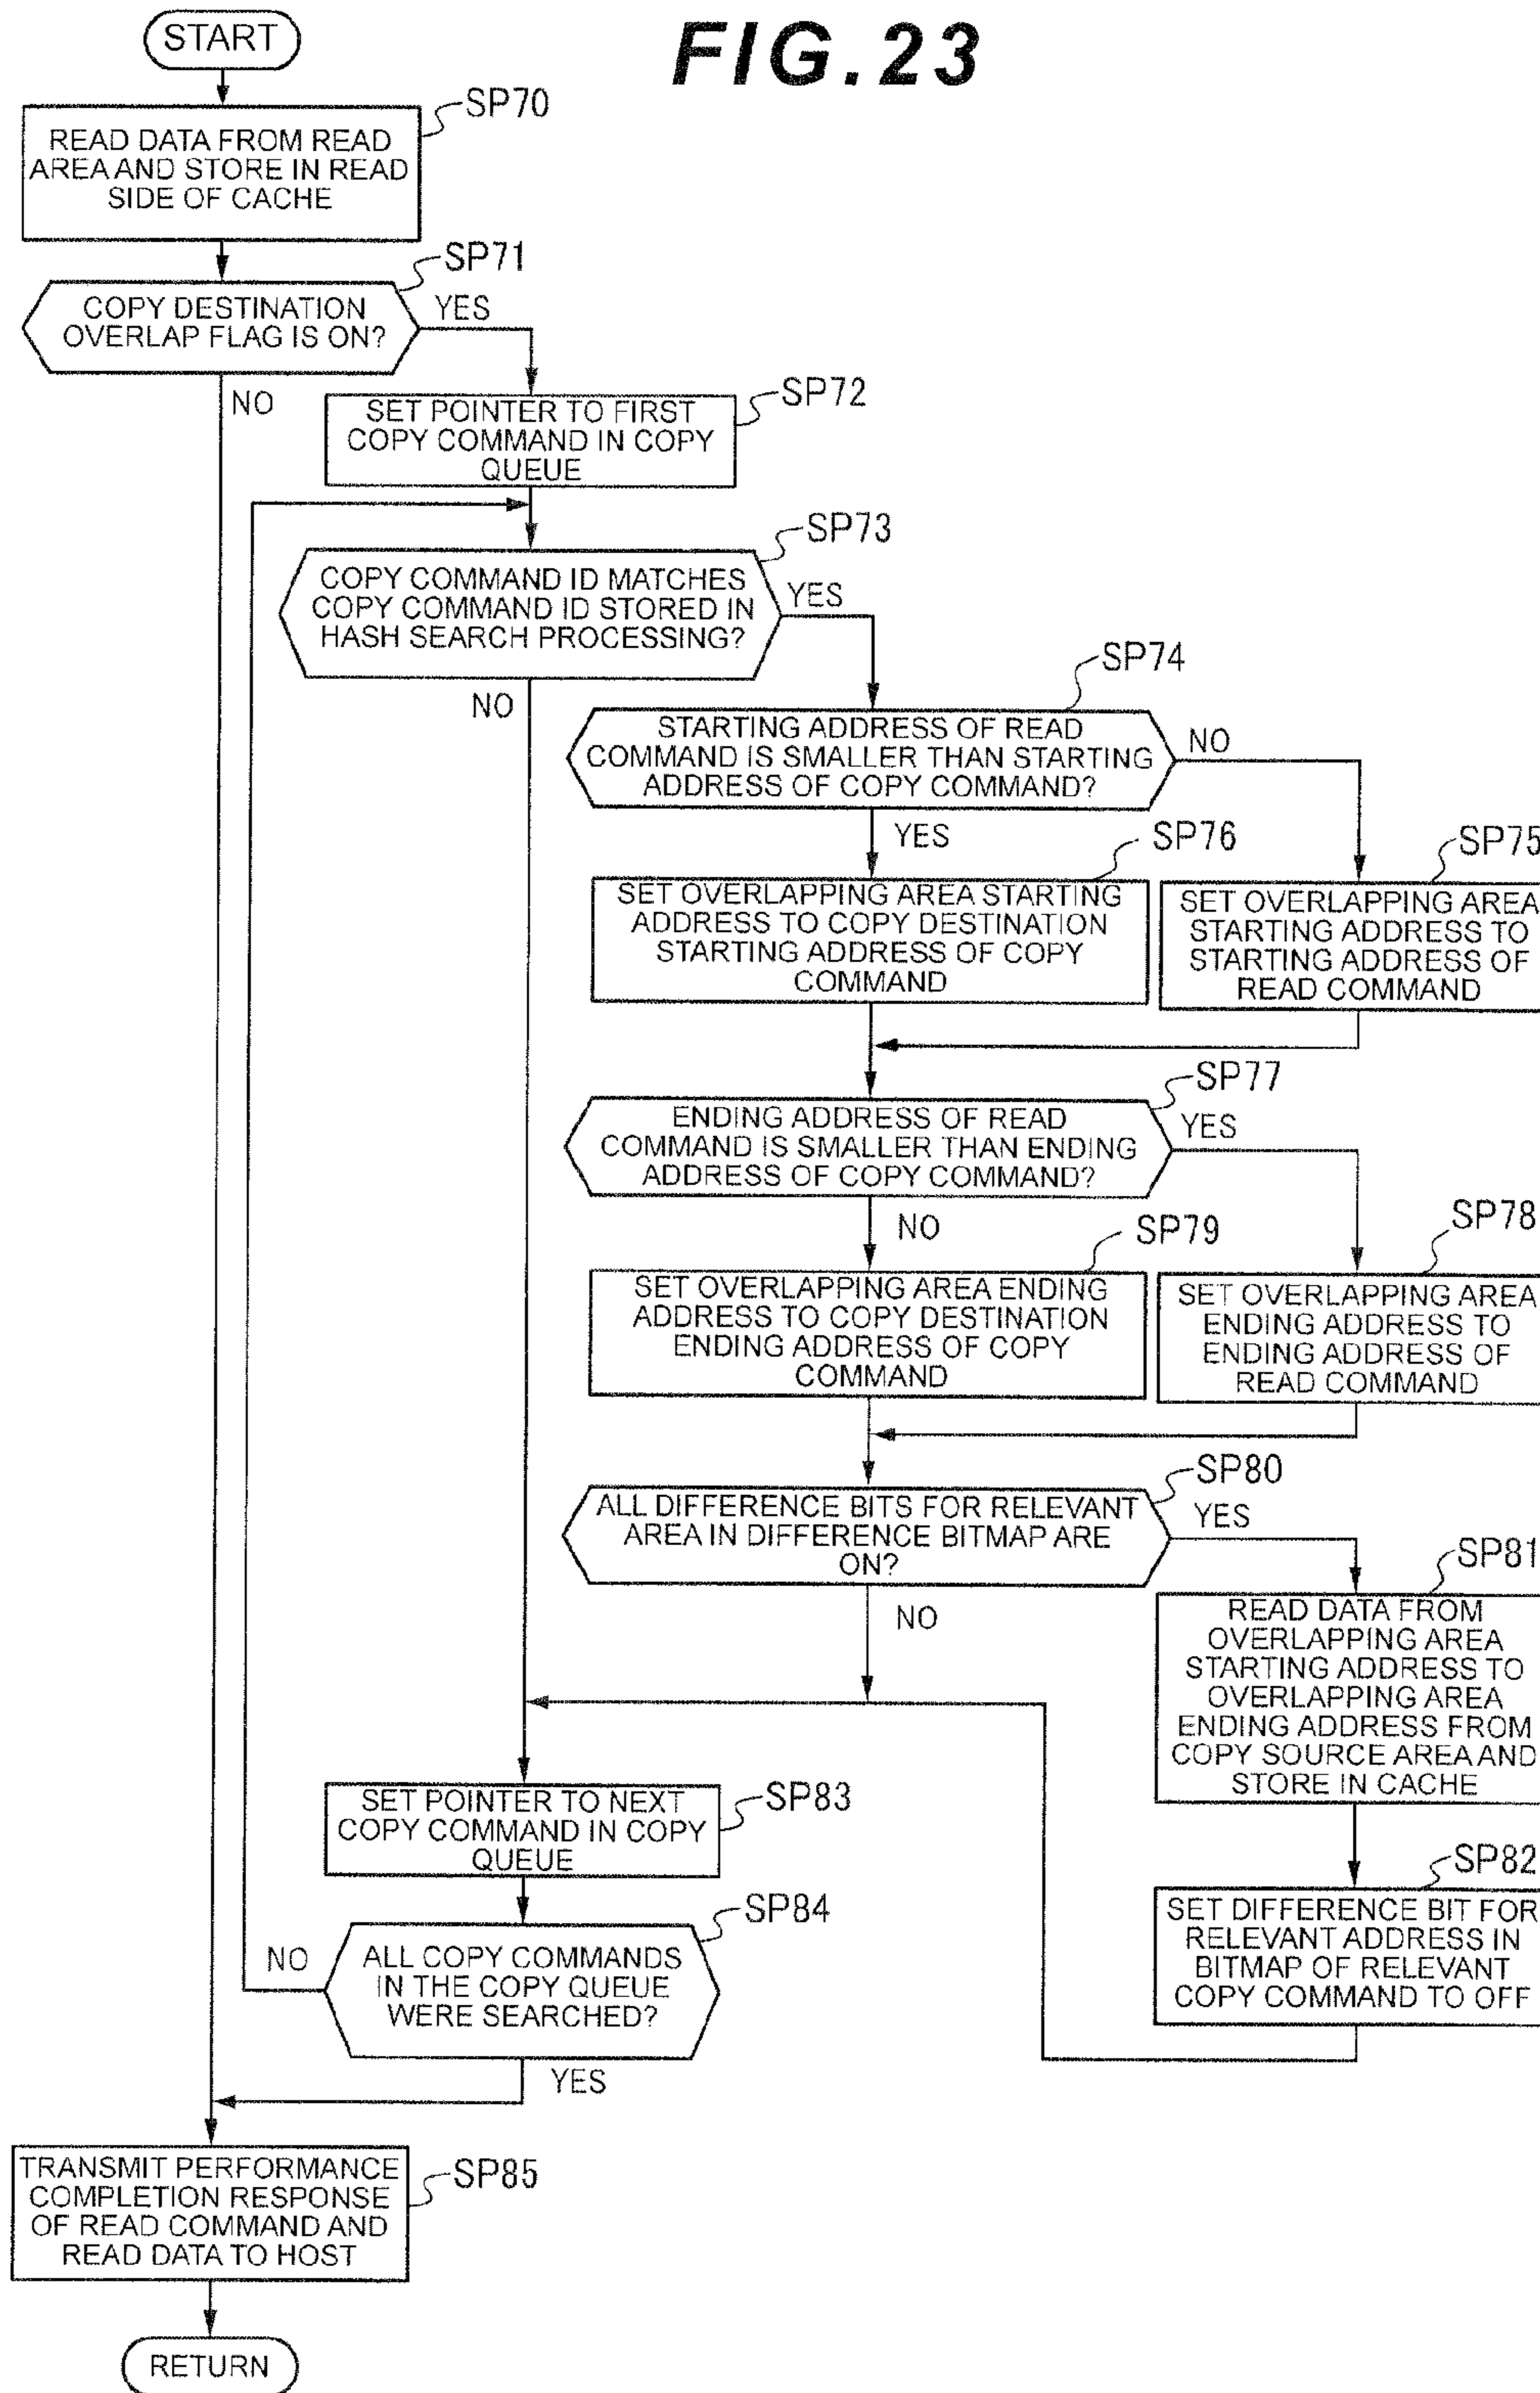 FIG.23
START
SP70
READ DATA FROM READ
AREA AND STORE IN READ
SIDE OF CACHE
SP71
COPY DESTINATION
OVERLAP FLAG IS ON?
YES
NO
SP72
SET POINTER TO FIRST
COPY COMMAND IN COPY
QUEUE
SP73
COPY COMMAND ID MATCHES
COPY COMMAND ID STORED IN
HASH SEARCH PROCESSING?
YES
NO
SP74
STARTING ADDRESS OF READ
COMMAND IS SMALLER THAN STARTING
ADDRESS OF COPY COMMAND?
NO
YES
SP76
SET OVERLAPPING AREA STARTING
ADDRESS TO COPY DESTINATION
STARTING ADDRESS OF COPY
COMMAND
SP75
SET OVERLAPPING AREA
STARTING ADDRESS TO
STARTING ADDRESS OF
READ COMMAND
SP77
ENDING ADDRESS OF READ
COMMAND IS SMALLER THAN ENDING
ADDRESS OF COPY COMMAND?
YES
NO
SP79
SET OVERLAPPING AREA ENDING
ADDRESS TO COPY DESTINATION
ENDING ADDRESS OF COPY
COMMAND
SP78
SET OVERLAPPING AREA
ENDING ADDRESS TO
ENDING ADDRESS OF
READ COMMAND
SP80
ALL DIFFERENCE BITS FOR RELEVANT
AREA IN DIFFERENCE BITMAP ARE
ON?
YES
NO
SP81
READ DATA FROM
OVERLAPPING AREA
STARTING ADDRESS TO
OVERLAPPING AREA
ENDING ADDRESS FROM
COPY SOURCE AREA AND
STORE IN CACHE
SP82
SET DIFFERENCE BIT FOR
RELEVANT ADDRESS IN
BITMAP OF RELEVANT
COPY COMMAND TO OFF
SP83
SET POINTER TO NEXT
COPY COMMAND IN COPY
QUEUE
SP84
ALL COPY COMMANDS
IN THE COPY QUEUE
WERE SEARCHED?
NO
YES
SP85
TRANSMIT PERFORMANCE
COMPLETION RESPONSE
OF READ COMMAND AND
READ DATA TO HOST
RETURN